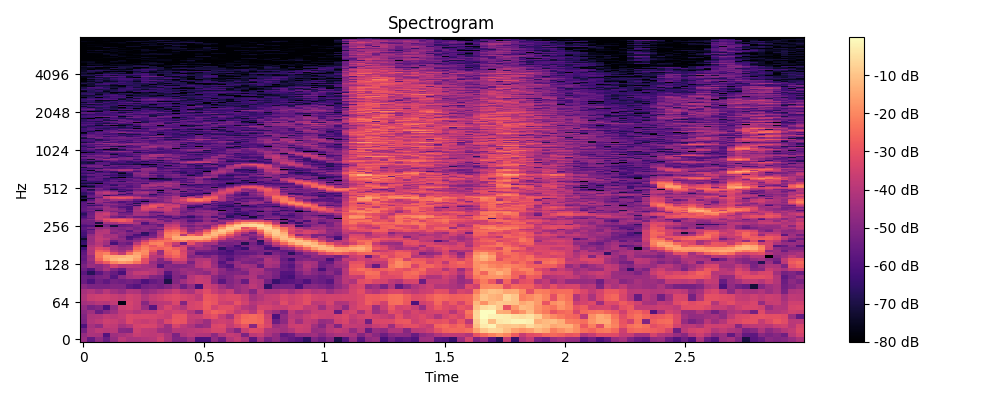 Spectrogram
Hz
4096
2048
1024
512
256
128
64
0
0
0.5
1
1.5
2
2.5
Time
-10 dB
-20 dB
-30 dB
-40 dB
-50 dB
-60 dB
-70 dB
-80 dB